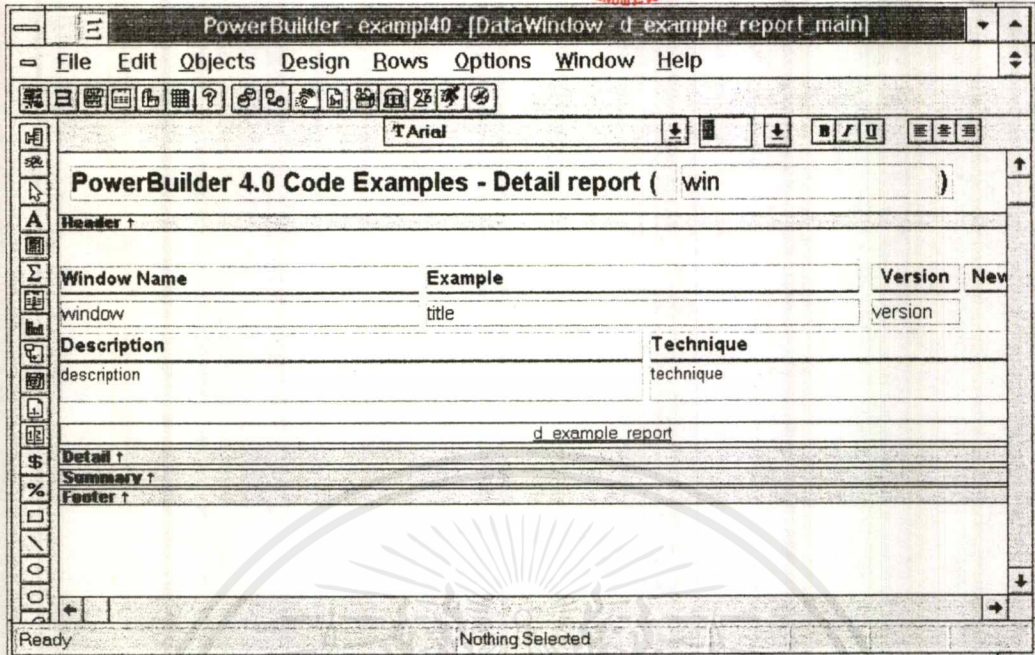 PowerBuilder - exampl40 - [DataWindow - d_example_report_main]
File Edit Objects Design Rows Options Window Help
Arial
B I U
PowerBuilder 4.0 Code Examples - Detail report ( win )
Header ↑
Window Name Example Version New
window title version
Description Technique
description technique
d_example_report
Detail ↑
Summary ↑
Footer ↑
Ready Nothing Selected